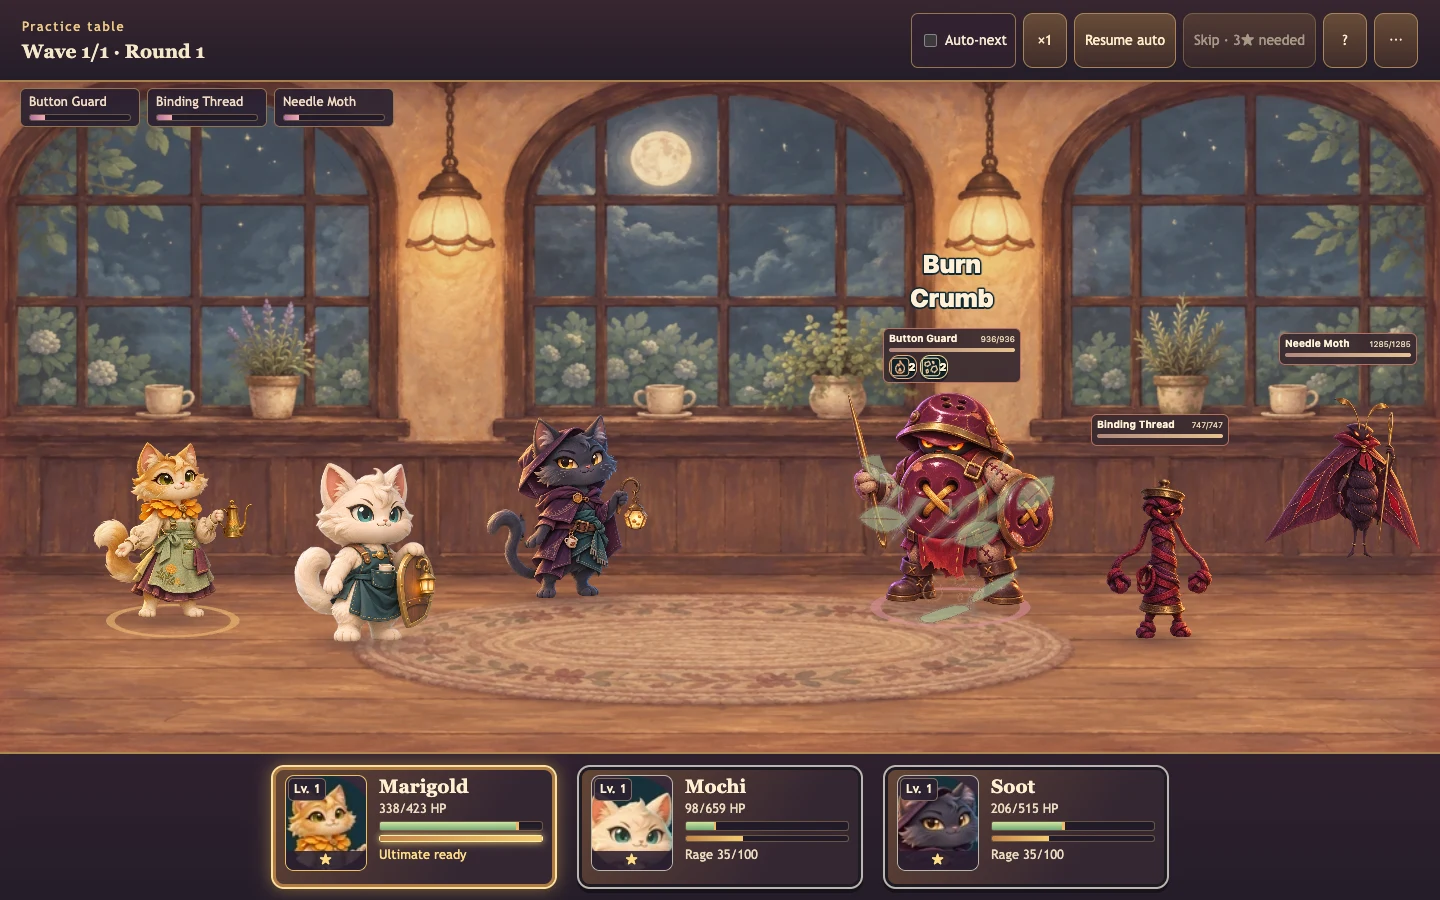 Practice table
Wave 1/1 · Round 1
Auto-next
×1
Resume auto
Skip · 3★ needed
?
...
Button Guard
Binding Thread
Needle Moth
Burn
Crumb
Button Guard 936/936
2 2
Needle Moth 1285/1285
Binding Thread 747/747
Lv. 1
Marigold
338/423 HP
Ultimate ready
Lv. 1
Mochi
98/659 HP
Rage 35/100
Lv. 1
Soot
206/515 HP
Rage 35/100